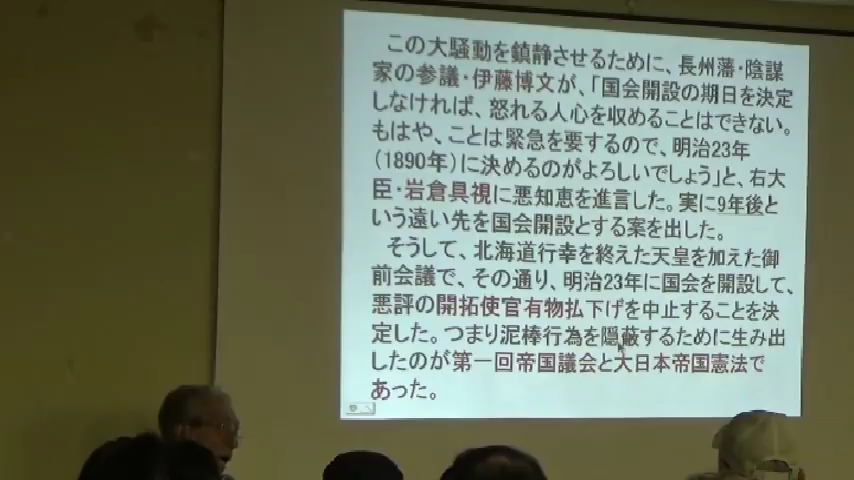 この大騒動を鎮静させるために、長州藩・陰謀
家の参議・伊藤博文が、「国会開設の期日を決定
しなければ、怒れる人心を収めることはできない。
もはや、ことは緊急を要するので、明治23年
（1890年）に決めるのがよろしいでしょう」と、右大
臣・岩倉具視に悪知恵を進言した。実に9年後と
いう遠い先を国会開設とする案を出した。
そうして、北海道行幸を終えた天皇を加えた御
前会議で、その通り、明治23年に国会を開設して、
悪評の開拓使官有物払下げを中止することを決
定した。つまり泥棒行為を隠蔽するために生み出
したのが第一回帝国議会と大日本帝国憲法で
あった。